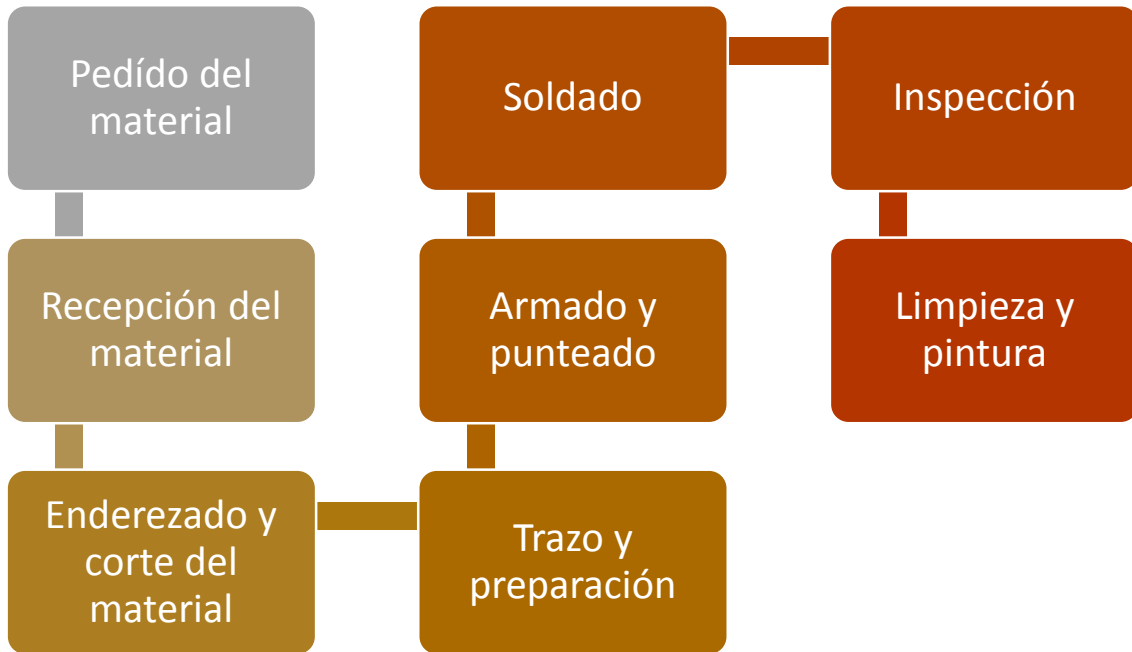 Pedído del
material
Recepción del
material
Enderezado y
corte del
material
Trazo y
preparación
Armado y
punteado
Soldado
Inspección
Limpieza y
pintura